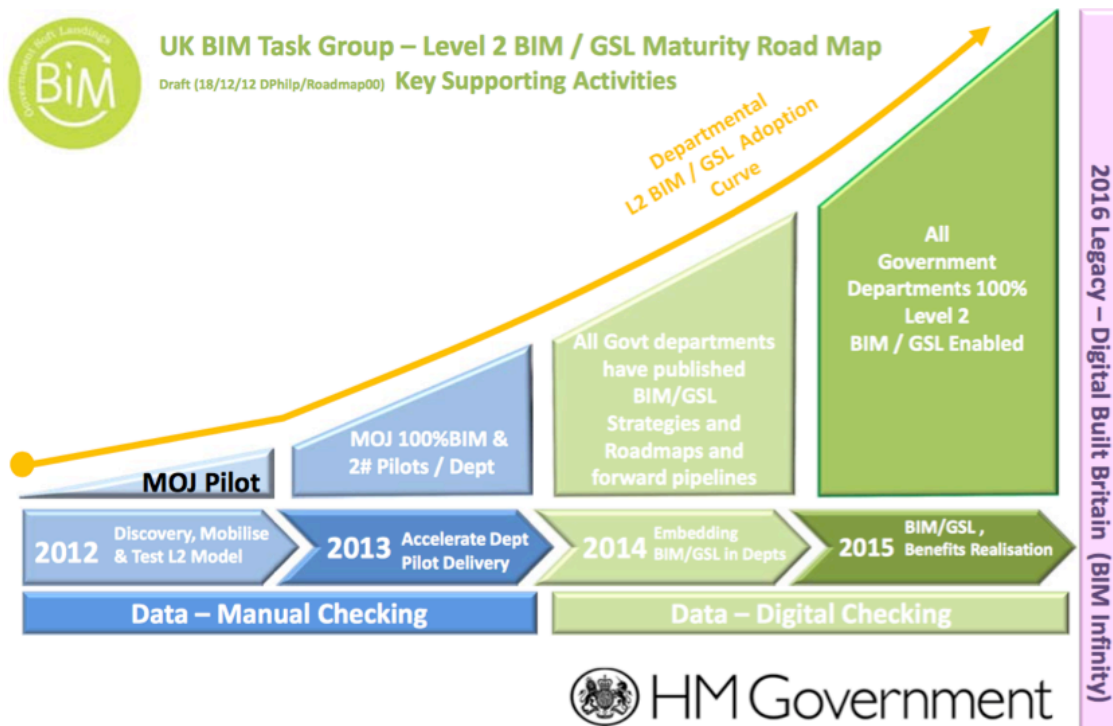 Government Soft Landings
BiM
UK BIM Task Group – Level 2 BIM / GSL Maturity Road Map
Draft (18/12/12 DPhilp/Roadmap00) Key Supporting Activities
Departmental
L2 BIM / GSL Adoption
Curve
MOJ Pilot
MOJ 100%BIM &
2# Pilots / Dept
All Govt departments
have published
BIM/GSL
Strategies and
Roadmaps and
forward pipelines
All
Government
Departments 100%
Level 2
BIM / GSL Enabled
2012 Discovery, Mobilise
& Test L2 Model
2013 Accelerate Dept
Pilot Delivery
2014 Embedding
BIM/GSL in Depts
2015 BIM/GSL ,
Benefits Realisation
Data – Manual Checking
Data – Digital Checking
2016 Legacy – Digital Built Britain (BIM Infinity)
HM Government